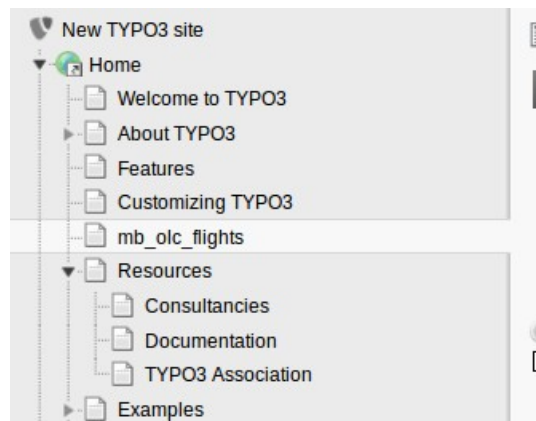 New TYPO3 site
Home
Welcome to TYPO3
About TYPO3
Features
Customizing TYPO3
mb_olc_flights
Resources
Consultancies
Documentation
TYPO3 Association
Examples